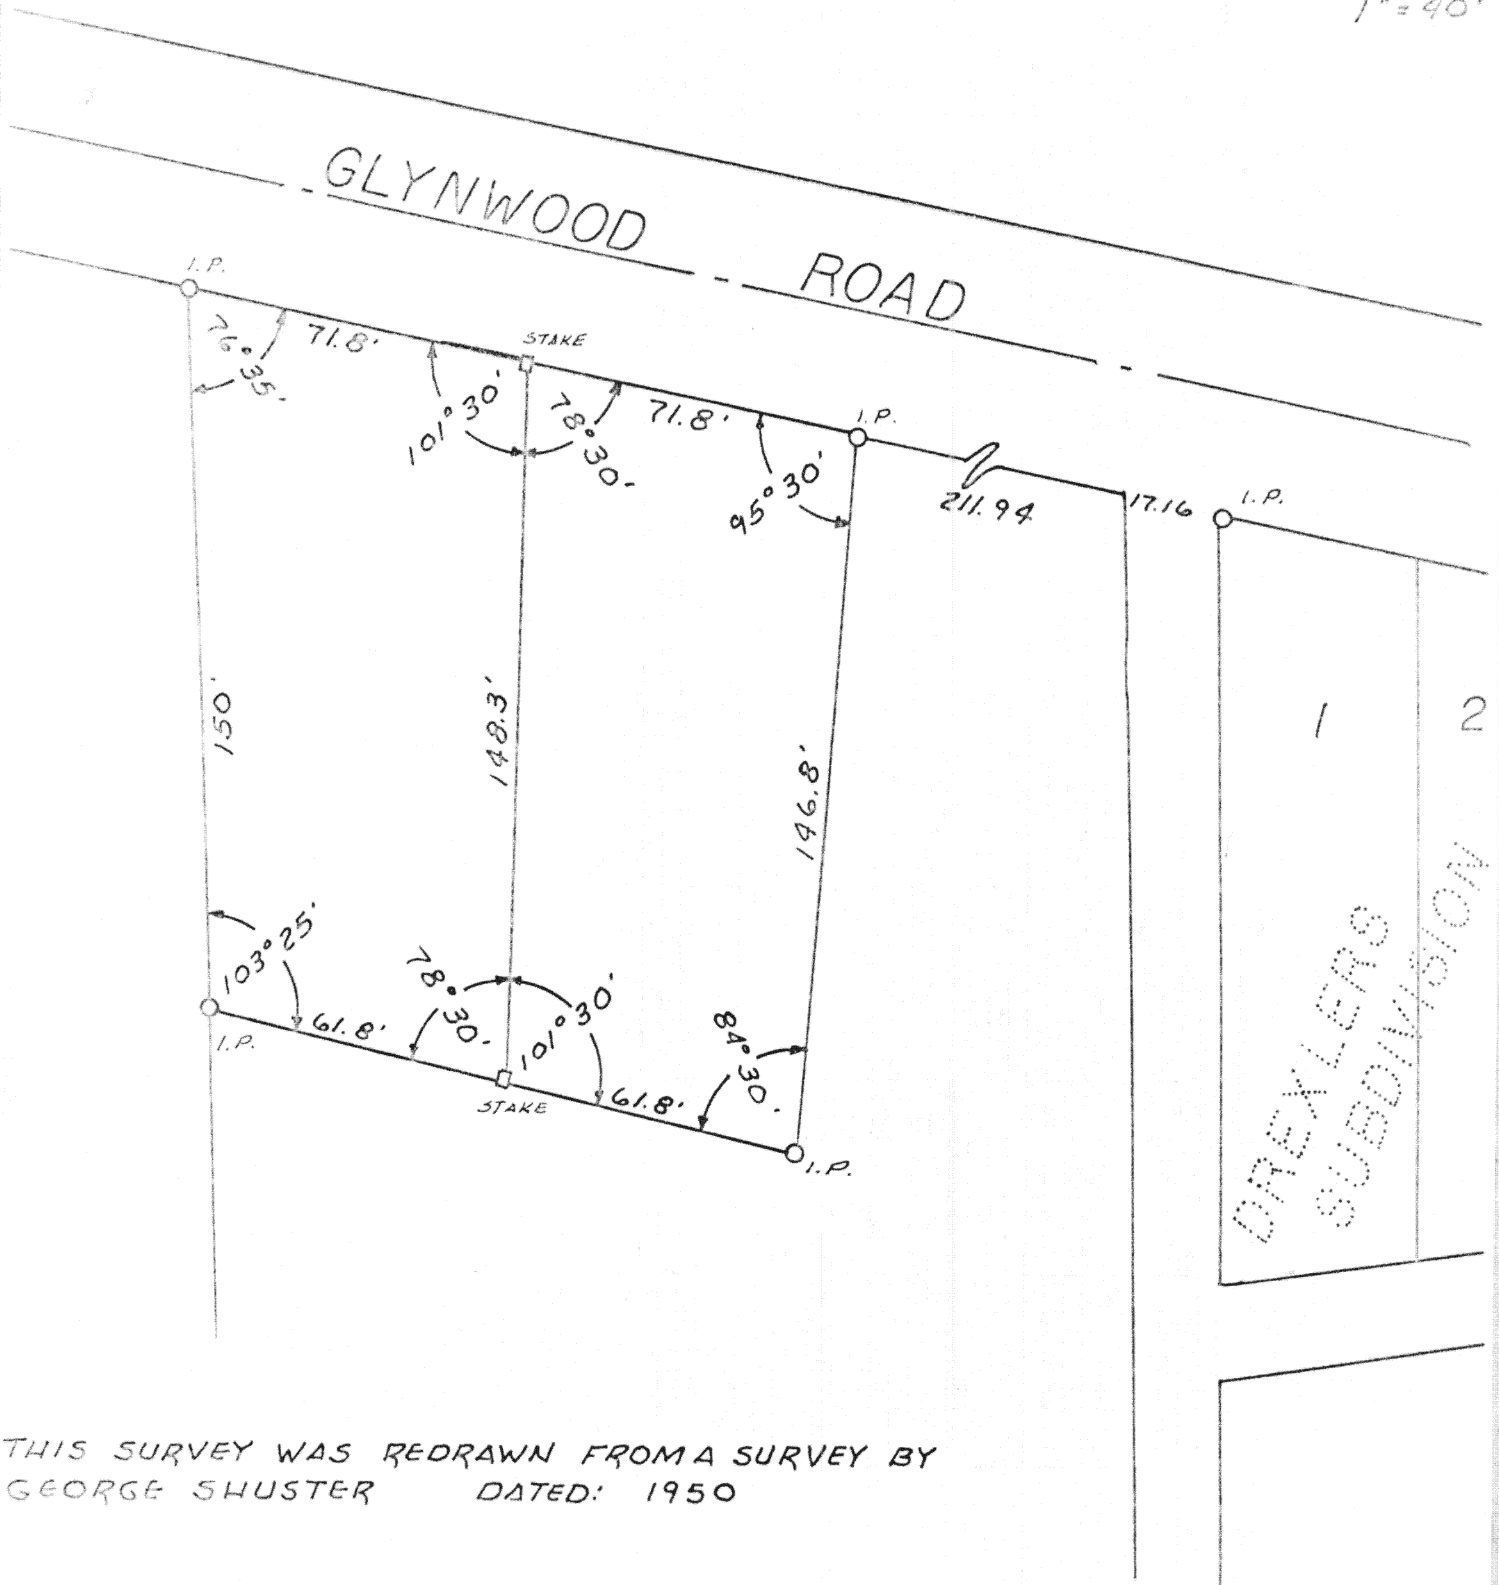 1" = 40'
GLYNWOOD ROAD
I.P.
76° 35'
71.8'
STAKE
101° 30'
78° 30'
71.8'
I.P.
95° 30'
211.94
17.16
I.P.
150'
148.3'
146.8'
1
2
DREXLERS
SUBDIVISION
103° 25'
61.8'
I.P.
78° 30'
101° 30'
STAKE
61.8'
84° 30'
I.P.
THIS SURVEY WAS REDRAWN FROM A SURVEY BY
GEORGE SHUSTER DATED: 1950